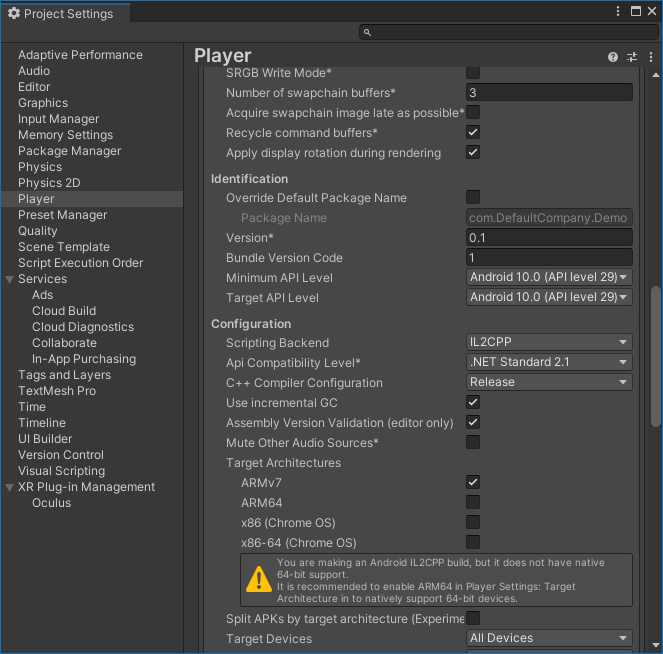 Project Settings
Adaptive Performance
Audio
Editor
Graphics
Input Manager
Memory Settings
Package Manager
Physics
Physics 2D
Player
Preset Manager
Quality
Scene Template
Script Execution Order
Services
Ads
Cloud Build
Cloud Diagnostics
Collaborate
In-App Purchasing
Tags and Layers
TextMesh Pro
Time
Timeline
UI Builder
Version Control
Visual Scripting
XR Plug-in Management
Oculus
Player
SRGB Write Mode*
Number of swapchain buffers* 3
Acquire swapchain image late as possible*
Recycle command buffers*
Apply display rotation during rendering
Identification
Override Default Package Name
Package Name com.DefaultCompany.Demo
Version* 0.1
Bundle Version Code 1
Minimum API Level Android 10.0 (API level 29)
Target API Level Android 10.0 (API level 29)
Configuration
Scripting Backend IL2CPP
Api Compatibility Level* .NET Standard 2.1
C++ Compiler Configuration Release
Use incremental GC
Assembly Version Validation (editor only)
Mute Other Audio Sources*
Target Architectures
ARMv7
ARM64
x86 (Chrome OS)
x86-64 (Chrome OS)
You are making an Android IL2CPP build, but it does not have native
64-bit support.
It is recommended to enable ARM64 in Player Settings: Target
Architecture in to natively support 64-bit devices.
Split APKs by target architecture (Experime
Target Devices All Devices